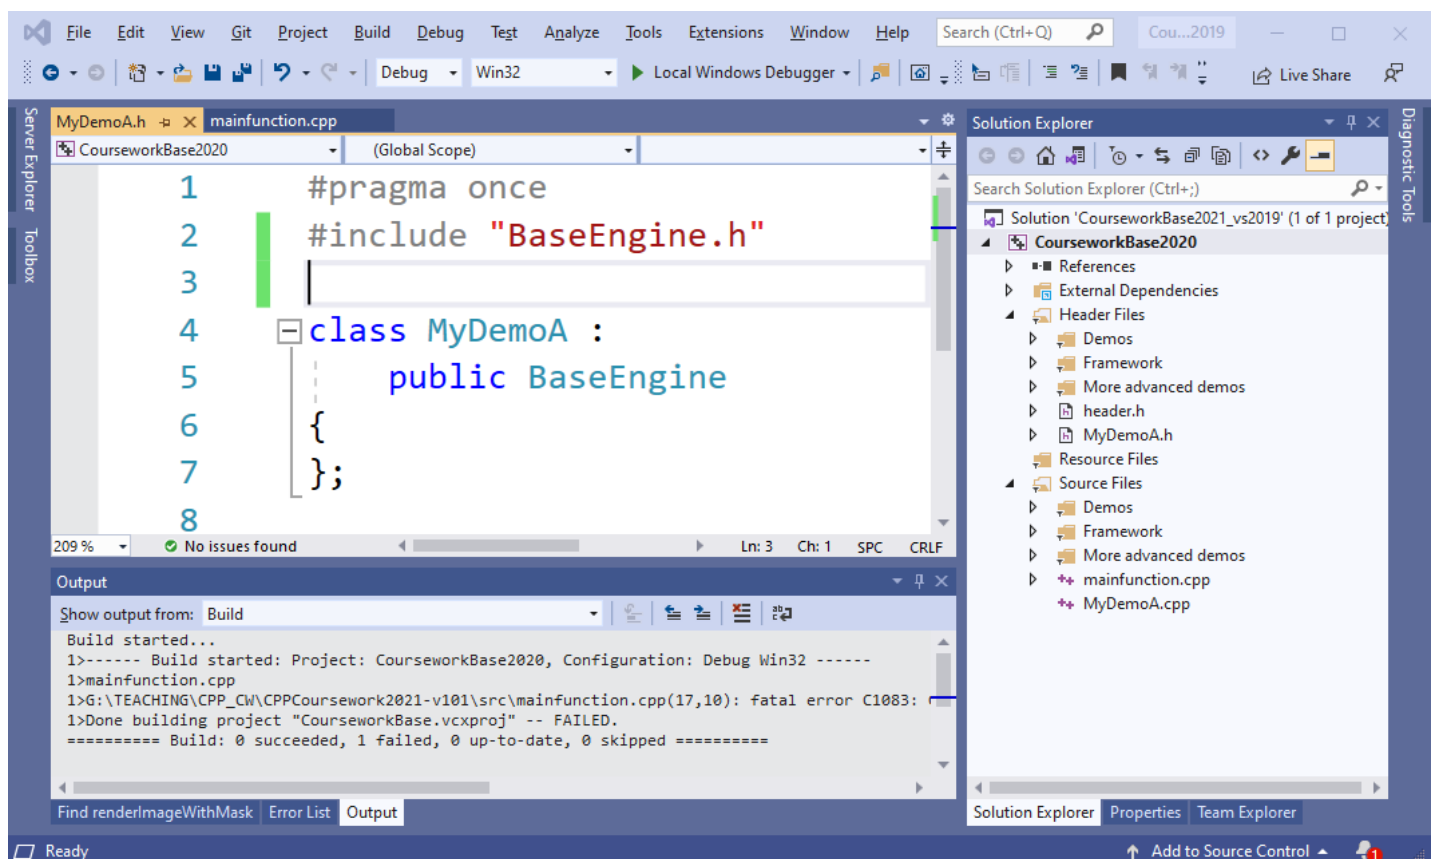 File Edit View Git Project Build Debug Test Analyze Tools Extensions Window Help Search (Ctrl+Q) Cou...2019
Debug Win32 Local Windows Debugger Live Share
Server Explorer
Toolbox
MyDemoA.h mainfunction.cpp
CourseworkBase2020 (Global Scope)
1 #pragma once
2 #include "BaseEngine.h"
3
4 class MyDemoA :
5 public BaseEngine
6 {
7 };
8
209 % No issues found Ln: 3 Ch: 1 SPC CRLF
Output
Show output from: Build
Build started...
1>------ Build started: Project: CourseworkBase2020, Configuration: Debug Win32 ------
1>mainfunction.cpp
1>G:\TEACHING\CPP_CW\CPPCoursework2021-v101\src\mainfunction.cpp(17,10): fatal error C1083:
1>Done building project "CourseworkBase.vcxproj" -- FAILED.
========== Build: 0 succeeded, 1 failed, 0 up-to-date, 0 skipped ==========
Find renderImageWithMask Error List Output
Solution Explorer
Search Solution Explorer (Ctrl+;)
Solution 'CourseworkBase2021_vs2019' (1 of 1 project)
CourseworkBase2020
References
External Dependencies
Header Files
Demos
Framework
More advanced demos
header.h
MyDemoA.h
Resource Files
Source Files
Demos
Framework
More advanced demos
mainfunction.cpp
MyDemoA.cpp
Solution Explorer Properties Team Explorer
Diagnostic Tools
Ready Add to Source Control 1